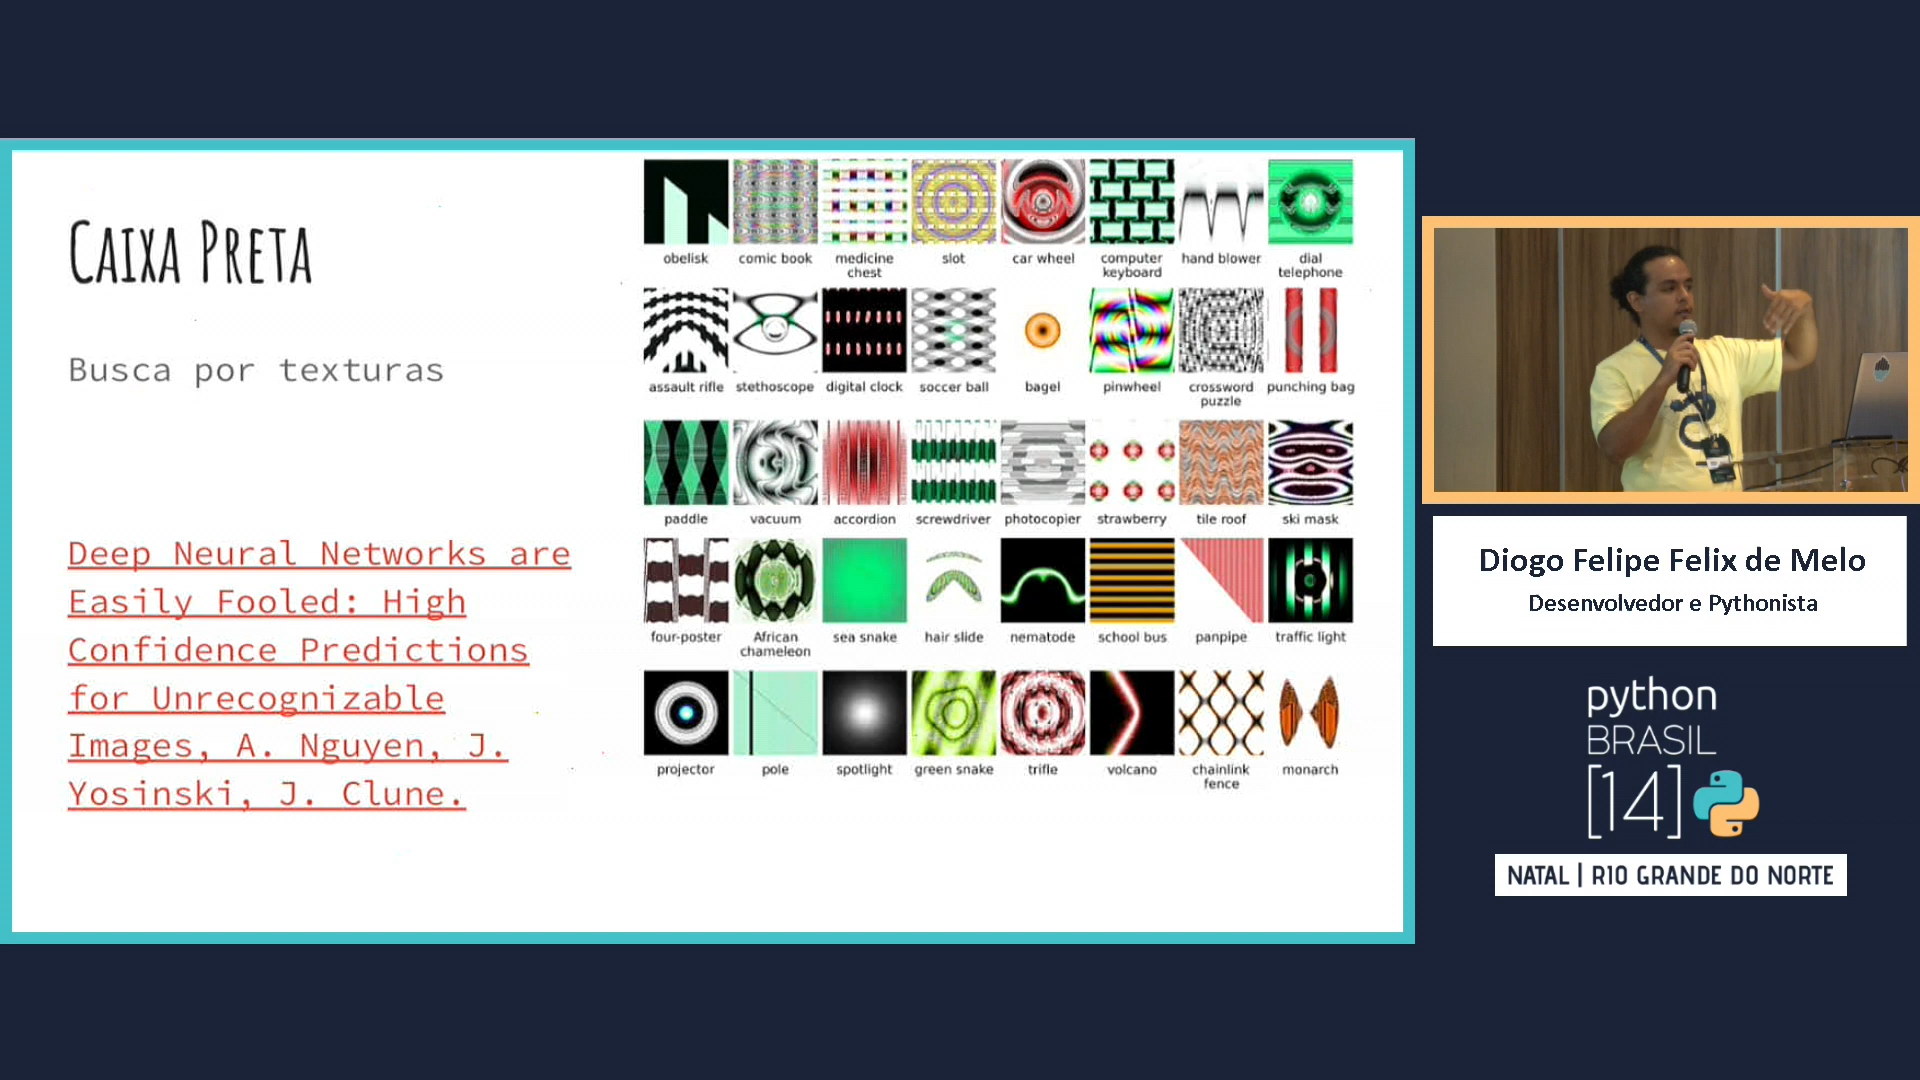 CAIXA PRETA
Busca por texturas
Deep Neural Networks are
Easily Fooled: High
Confidence Predictions
for Unrecognizable
Images, A. Nguyen, J.
Yosinski, J. Clune.
obelisk comic book medicine chest slot car wheel computer keyboard hand blower dial telephone
assault rifle stethoscope digital clock soccer ball bagel pinwheel crossword puzzle punching bag
paddle vacuum accordion screwdriver photocopier strawberry tile roof ski mask
four-poster African chameleon sea snake hair slide nematode school bus panpipe traffic light
projector pole spotlight green snake trifle volcano chainlink fence monarch
Diogo Felipe Felix de Melo
Desenvolvedor e Pythonista
python
BRASIL
[14]
NATAL | RIO GRANDE DO NORTE